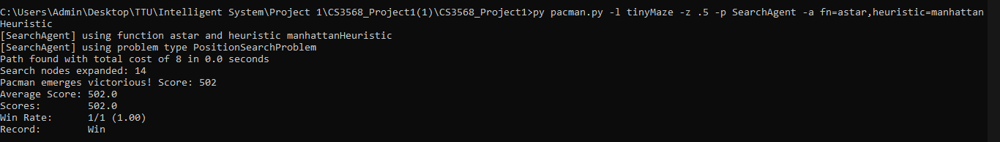 C:\Users\Admin\Desktop\TTU\Intelligent System\Project 1\CS3568_Project1(1)\CS3568_Project1>py pacman.py -l tinyMaze -z .5 -p SearchAgent -a fn=astar,heuristic=manhattan
Heuristic
[SearchAgent] using function astar and heuristic manhattanHeuristic
[SearchAgent] using problem type PositionSearchProblem
Path found with total cost of 8 in 0.0 seconds
Search nodes expanded: 14
Pacman emerges victorious! Score: 502
Average Score: 502.0
Scores:        502.0
Win Rate:      1/1 (1.00)
Record:        Win